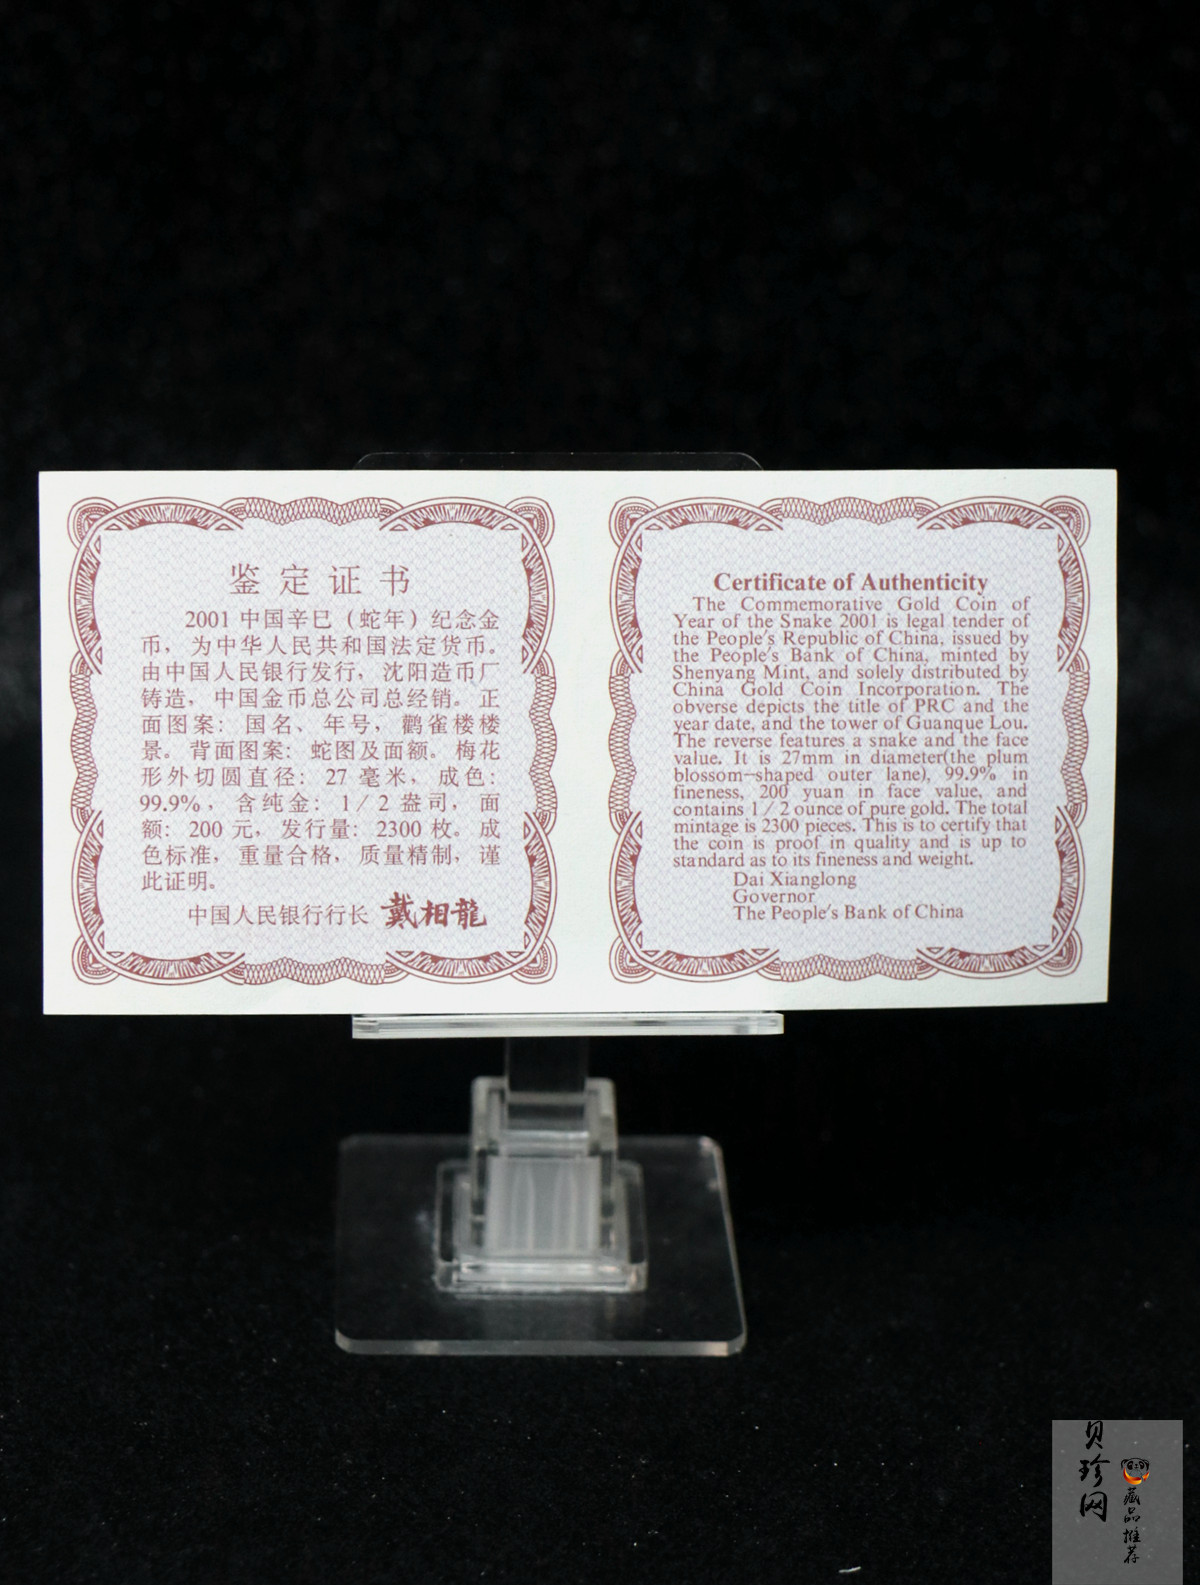 鉴定证书
2001 中国辛巳（蛇年）纪念金
币，为中华人民共和国法定货币。
由中国人民银行发行，沈阳造币厂
铸造，中国金币总公司总经销。正
面图案：国名、年号，鹳雀楼楼
景。背面图案：蛇图及面额。梅花
形外切圆直径：27 毫米，成色：
99.9%，含纯金：1／2 盎司，面
额：200 元，发行量：2300 枚。成
色标准，重量合格，质量精制，谨
此证明。
中国人民银行行长 戴相龍
Certificate of Authenticity
The Commemorative Gold Coin of
Year of the Snake 2001 is legal tender of
the People's Republic of China, issued by
the People's Bank of China, minted by
Shenyang Mint, and solely distributed by
China Gold Coin Incorporation. The
obverse depicts the title of PRC and the
year date, and the tower of Guanque Lou.
The reverse features a snake and the face
value. It is 27mm in diameter(the plum
blossom-shaped outer lane), 99.9% in
fineness, 200 yuan in face value, and
contains 1／2 ounce of pure gold. The total
mintage is 2300 pieces. This is to certify that
the coin is proof in quality and is up to
standard as to its fineness and weight.
Dai Xianglong
Governor
The People's Bank of China
贝珍网
藏品推荐